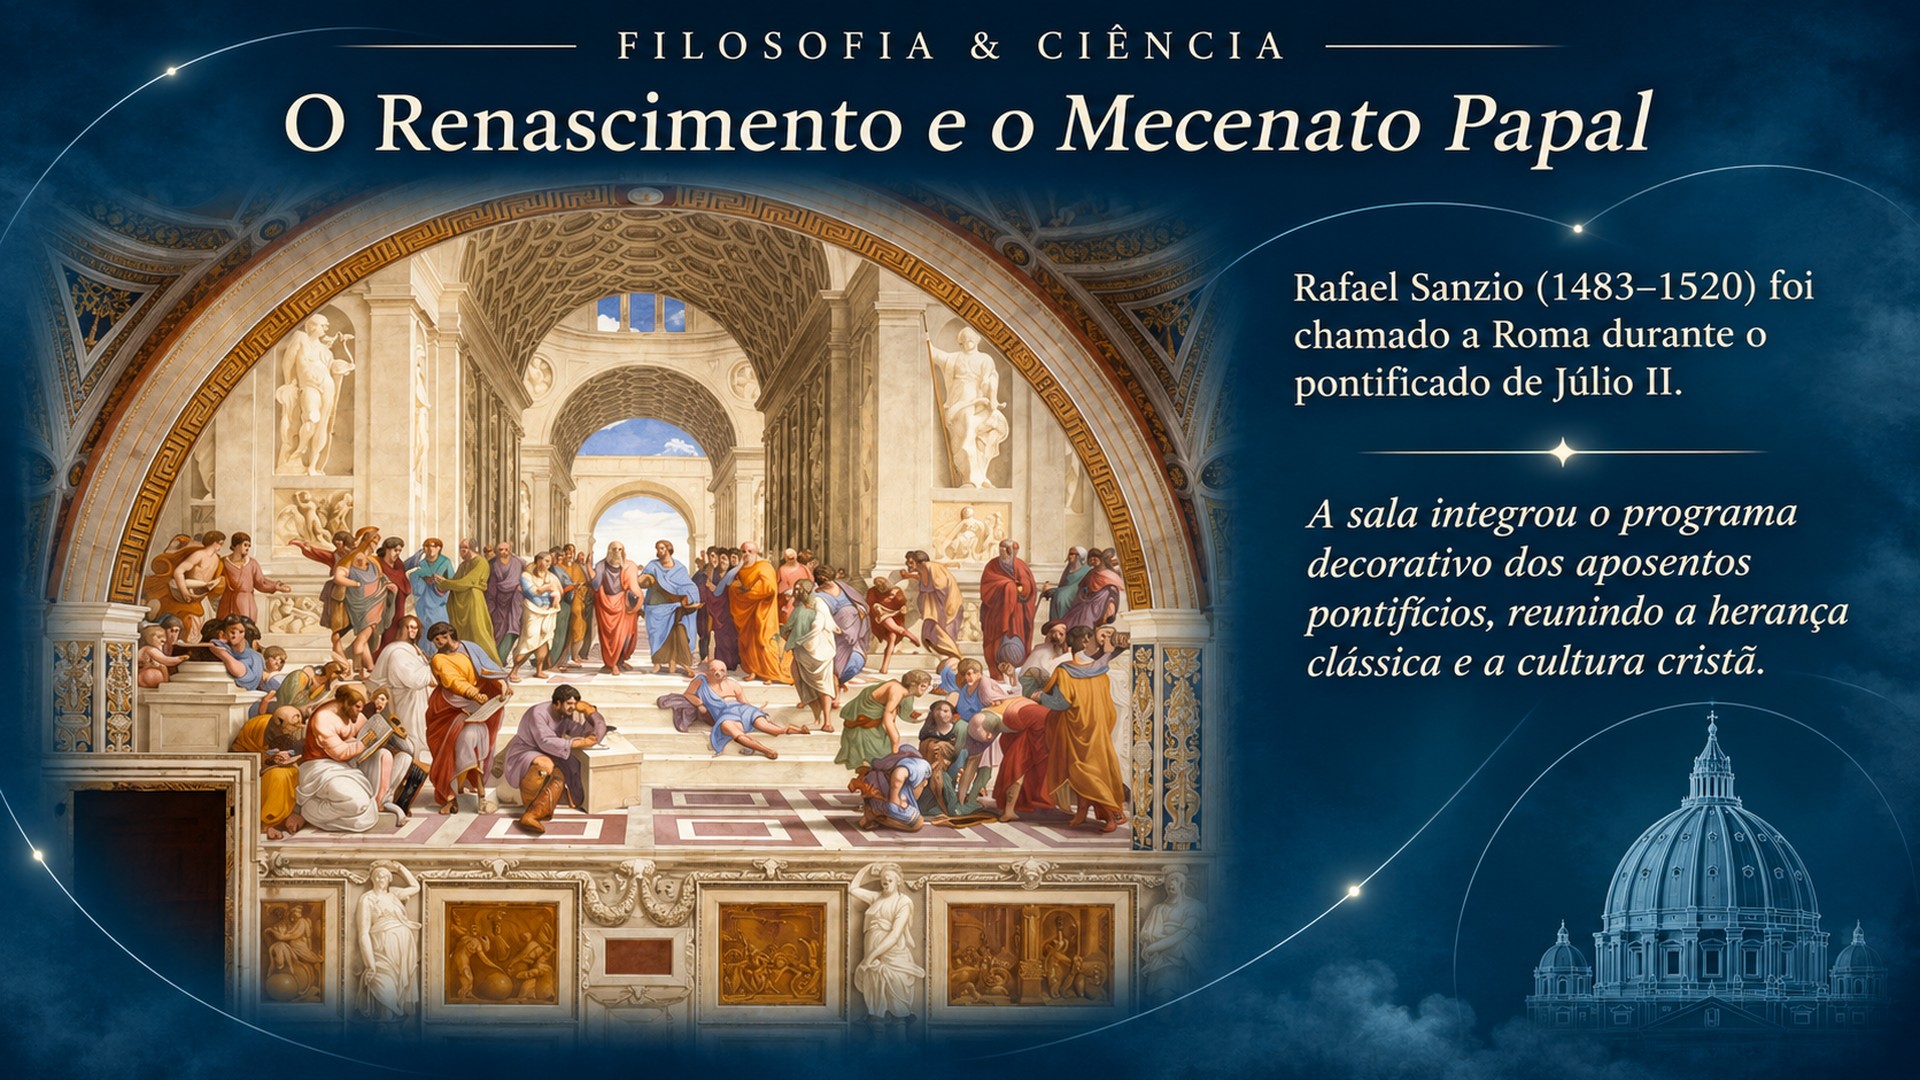 FILOSOFIA & CIÊNCIA
O Renascimento e o Mecenato Papal
Rafael Sanzio (1483–1520) foi
chamado a Roma durante o
pontificado de Júlio II.
A sala integrou o programa
decorativo dos aposentos
pontifícios, reunindo a herança
clássica e a cultura cristã.